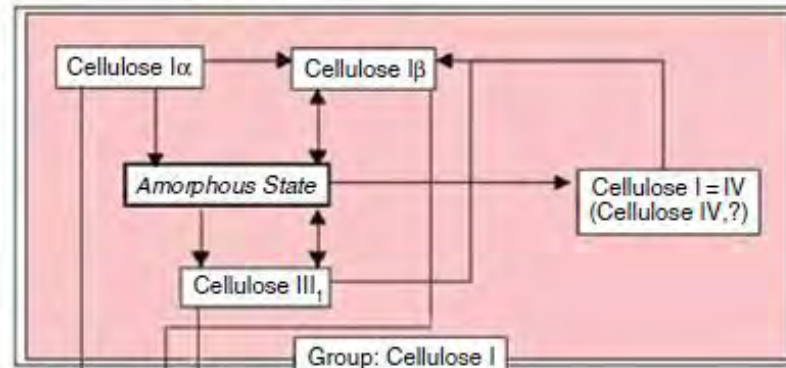 Cellulose Iα
Cellulose Iβ
Amorphous State
Cellulose I = IV
(Cellulose IV,?)
Cellulose III₁
Group: Cellulose I